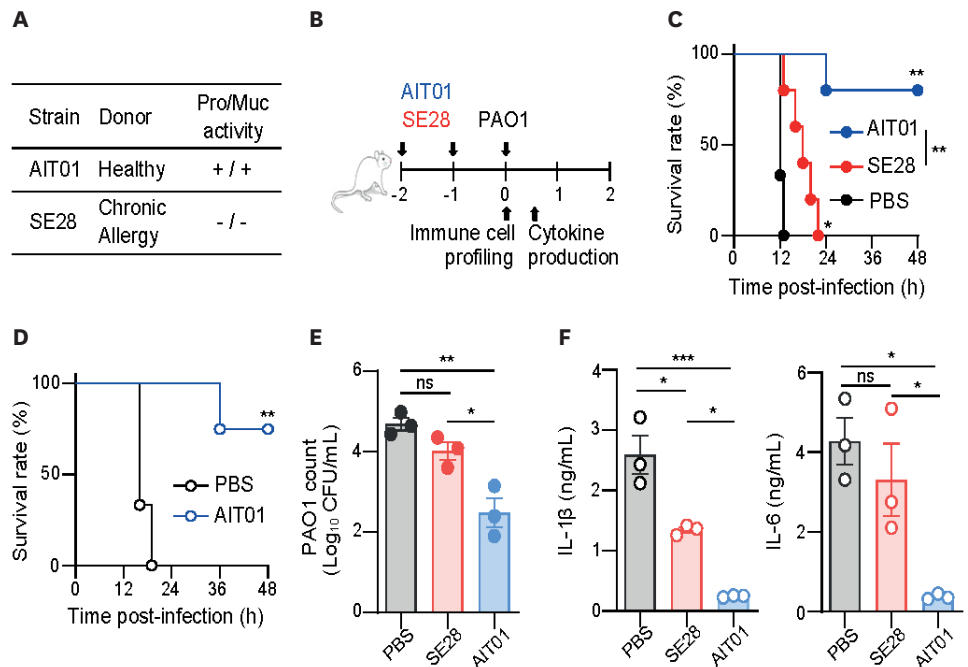 A
Strain Donor Pro/Muc activity
AIT01 Healthy + / +
SE28 Chronic Allergy - / -
B
AIT01
SE28 PAO1
-2 -1 0 1 2
Immune cell profiling
Cytokine production
C
Survival rate (%)
100
50
0
**
AIT01
SE28
PBS
**
*
0 12 24 36 48
Time post-infection (h)
D
Survival rate (%)
100
50
0
**
PBS
AIT01
0 12 24 36 48
Time post-infection (h)
E
PAO1 count
(Log₁₀ CFU/mL)
6
4
2
0
**
ns
*
PBS SE28 AIT01
F
IL-1β (ng/mL)
4
3
2
1
0
***
*
*
PBS SE28 AIT01
IL-6 (ng/mL)
6
4
2
0
*
ns
*
PBS SE28 AIT01